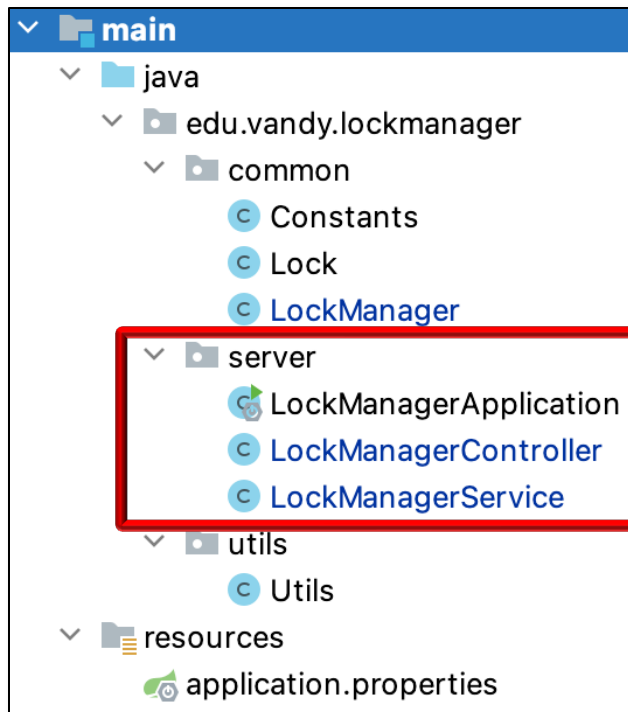 main
java
edu.vandy.lockmanager
common
Constants
Lock
LockManager
server
LockManagerApplication
LockManagerController
LockManagerService
utils
Utils
resources
application.properties